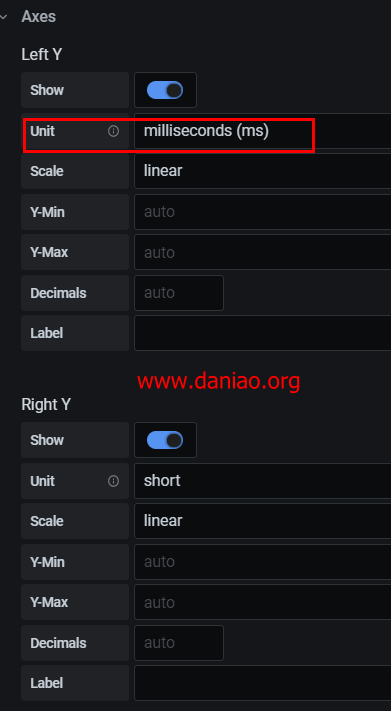 Axes
Left Y
Show
Unit milliseconds (ms)
Scale linear
Y-Min auto
Y-Max auto
Decimals auto
Label
www.daniao.org
Right Y
Show
Unit short
Scale linear
Y-Min auto
Y-Max auto
Decimals auto
Label